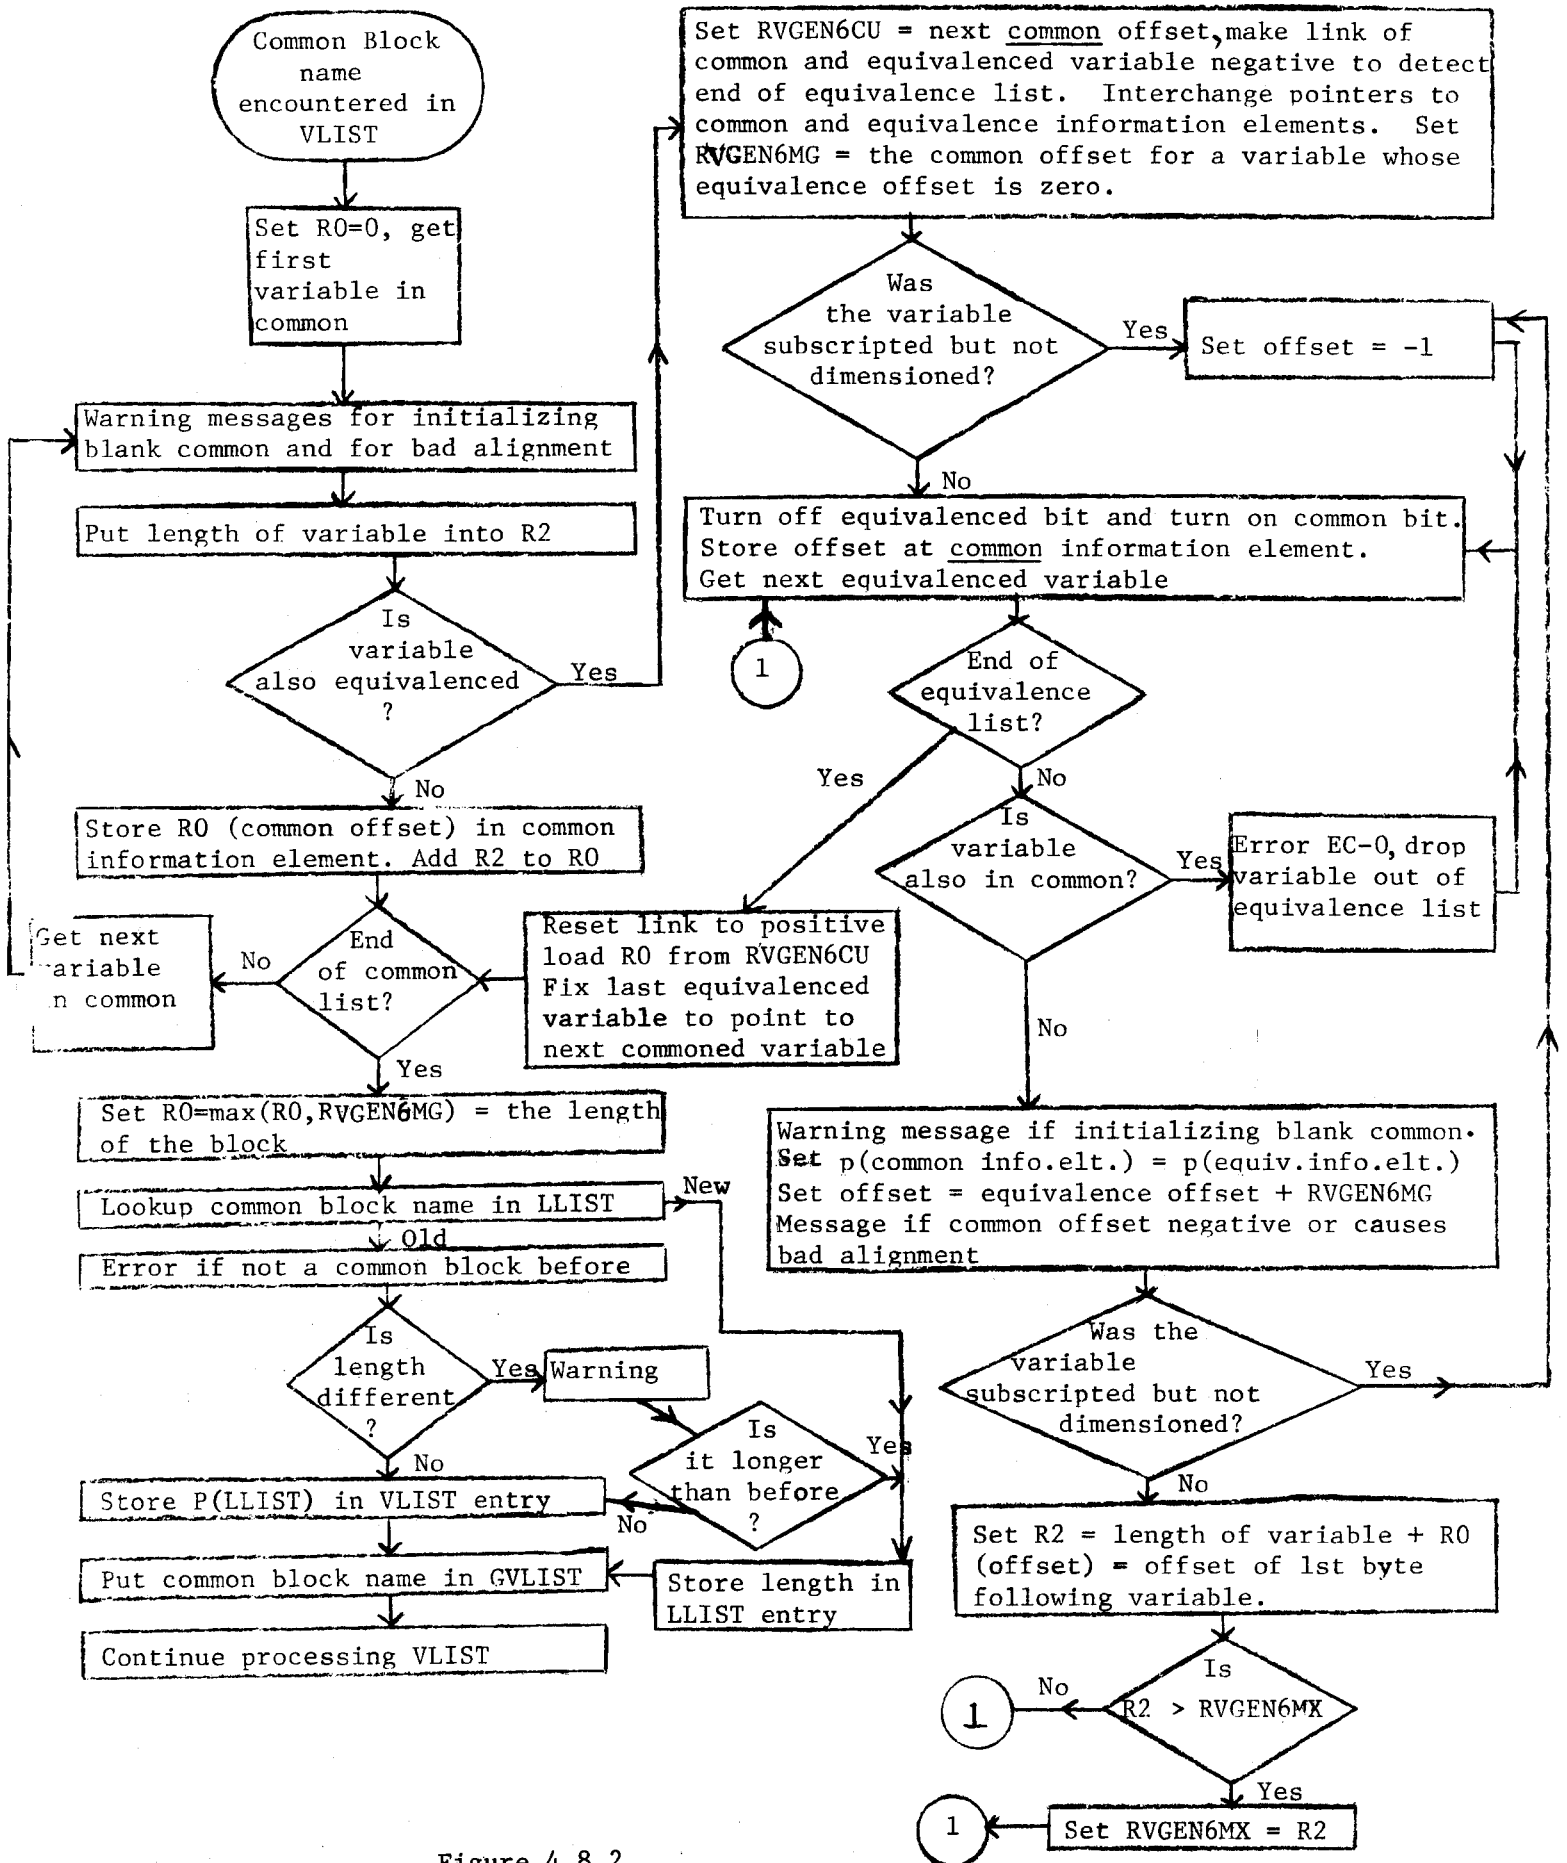 Common Block
name
encountered in
VLIST
Set R0=0, get
first
variable in
common
Warning messages for initializing
blank common and for bad alignment
Put length of variable into R2
Is
variable
also equivalenced
?
Yes
No
Store R0 (common offset) in common
information element. Add R2 to R0
Get next
ariable
n common
No
End
of common
list?
Yes
Reset link to positive
load R0 from RVGEN6CU
Fix last equivalenced
variable to point to
next commoned variable
Set R0=max(R0,RVGEN6MG) = the length
of the block
Lookup common block name in LLIST
New
Old
Error if not a common block before
Is
length
different
?
Yes
Warning
No
Is
it longer
than before
?
Yes
No
Store P(LLIST) in VLIST entry
Put common block name in GVLIST
Store length in
LLIST entry
Continue processing VLIST
Set RVGEN6CU = next common offset, make link of
common and equivalenced variable negative to detect
end of equivalence list. Interchange pointers to
common and equivalence information elements. Set
RVGEN6MG = the common offset for a variable whose
equivalence offset is zero.
Was
the variable
subscripted but not
dimensioned?
Yes
Set offset = -1
No
Turn off equivalenced bit and turn on common bit.
Store offset at common information element.
Get next equivalenced variable
1
End of
equivalence
list?
Yes
No
Is
variable
also in common?
Yes
Error EC-0, drop
variable out of
equivalence list
No
Warning message if initializing blank common.
Set p(common info.elt.) = p(equiv.info.elt.)
Set offset = equivalence offset + RVGEN6MG
Message if common offset negative or causes
bad alignment
Was the
variable
subscripted but not
dimensioned?
Yes
No
Set R2 = length of variable + R0
(offset) = offset of 1st byte
following variable.
Is
R2 > RVGEN6MX
No
1
Yes
Set RVGEN6MX = R2
1
Figure 4.8.2